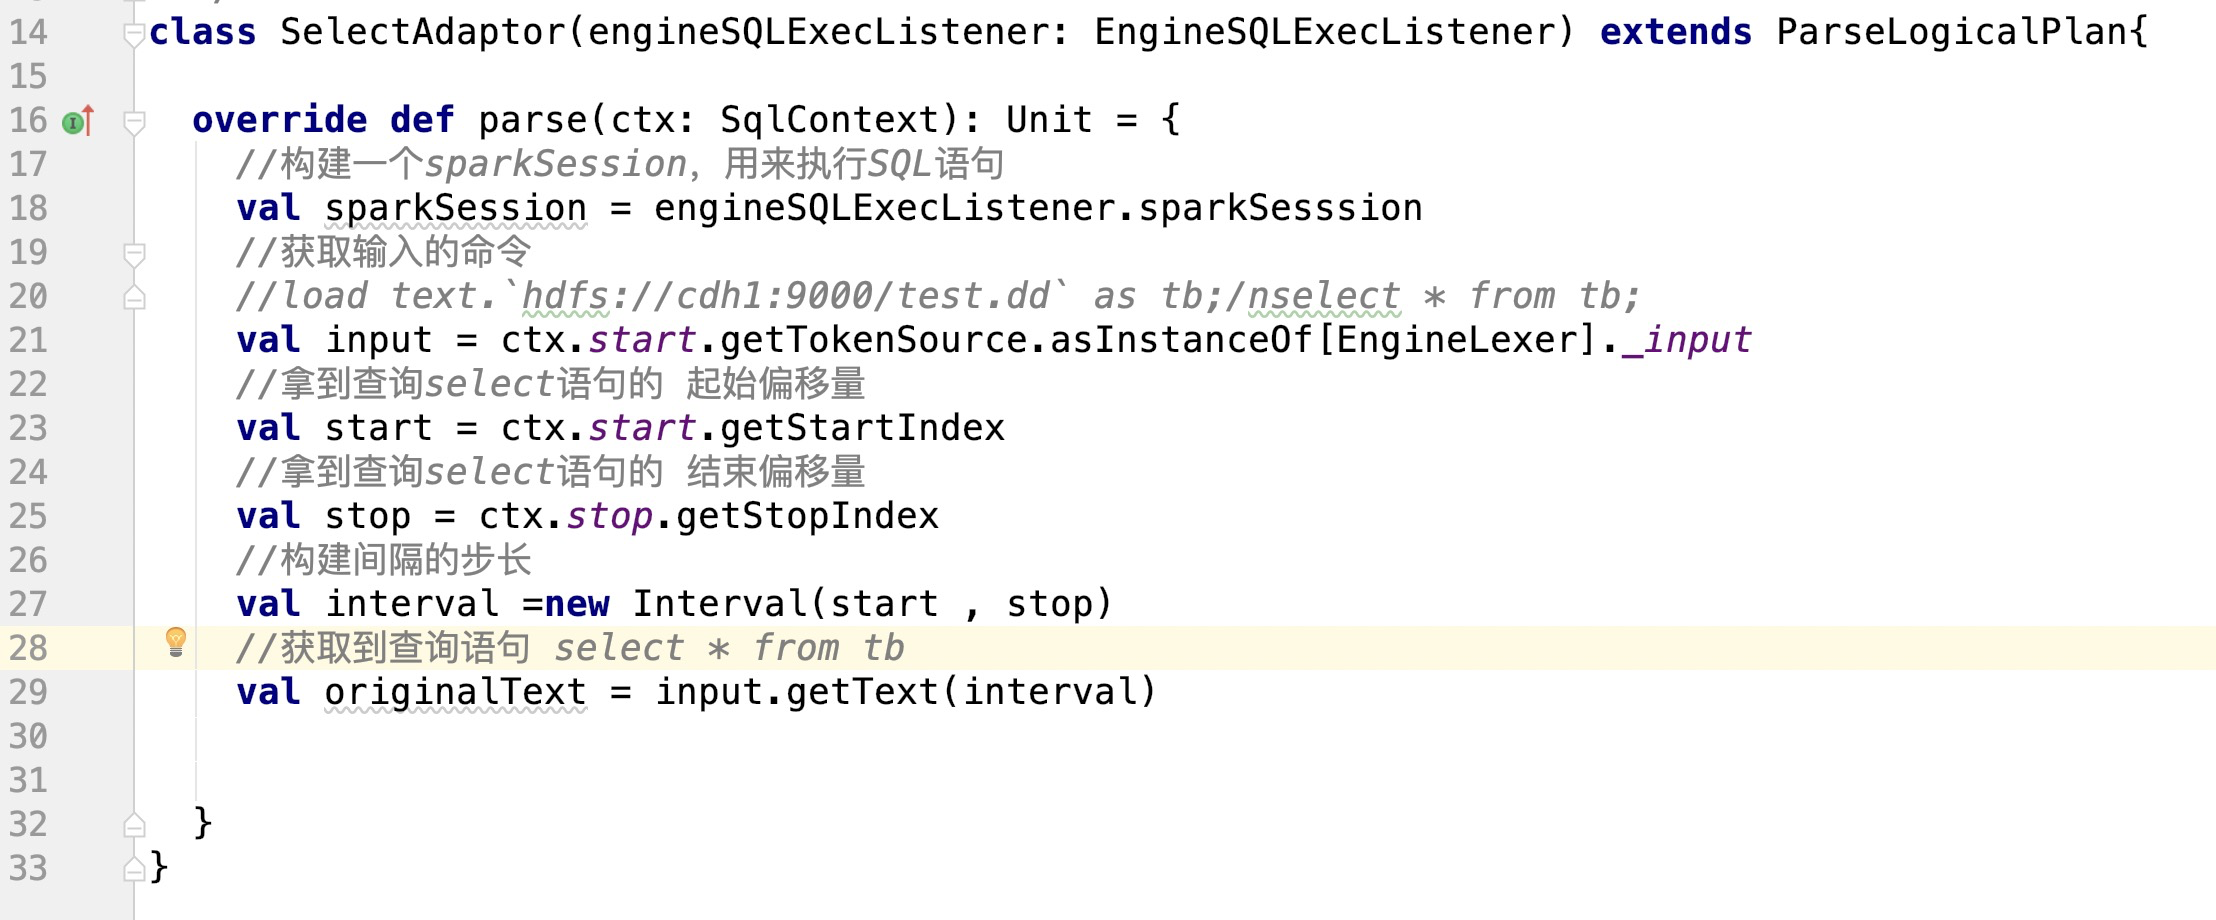 14 class SelectAdaptor(engineSQLExecListener: EngineSQLExecListener) extends ParseLogicalPlan{
15
16 override def parse(ctx: SqlContext): Unit = {
17 //构建一个sparkSession，用来执行SQL语句
18 val sparkSession = engineSQLExecListener.sparkSesssion
19 //获取输入的命令
20 //load text.`hdfs://cdh1:9000/test.dd` as tb;/nselect * from tb;
21 val input = ctx.start.getTokenSource.asInstanceOf[EngineLexer]._input
22 //拿到查询select语句的 起始偏移量
23 val start = ctx.start.getStartIndex
24 //拿到查询select语句的 结束偏移量
25 val stop = ctx.stop.getStopIndex
26 //构建间隔的步长
27 val interval =new Interval(start , stop)
28 //获取到查询语句 select * from tb
29 val originalText = input.getText(interval)
30
31
32 }
33 }